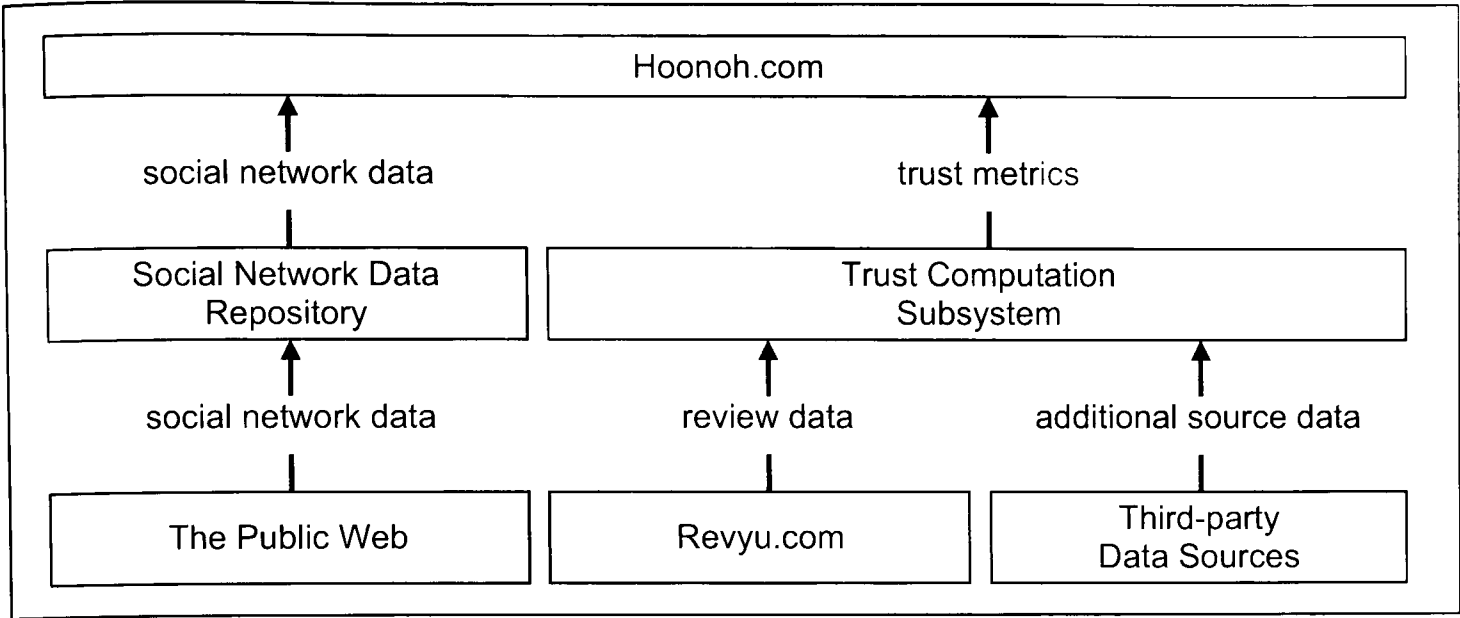 Hoonoh.com
social network data
trust metrics
Social Network Data
Repository
Trust Computation
Subsystem
social network data
review data
additional source data
The Public Web
Revyu.com
Third-party
Data Sources